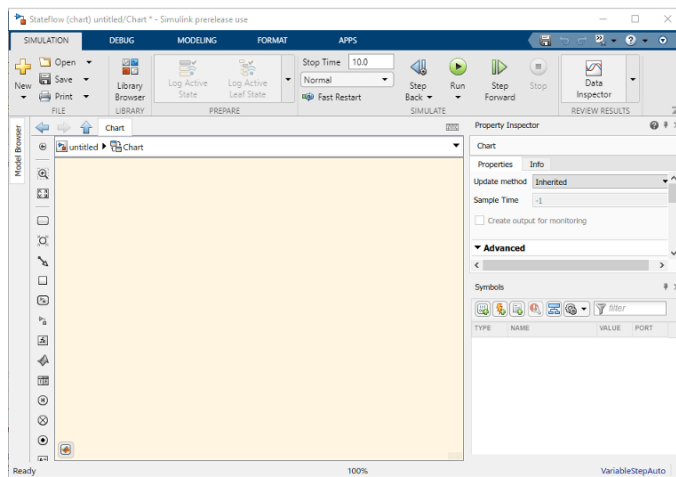 Stateflow (chart) untitled/Chart * - Simulink prerelease use
SIMULATION DEBUG MODELING FORMAT APPS
New
Open
Save
Print
FILE
Library
Browser
LIBRARY
Log Active
State
Log Active
Leaf State
PREPARE
Stop Time 10.0
Normal
Fast Restart
Step
Back
Run
Step
Forward
Stop
SIMULATE
Data
Inspector
REVIEW RESULTS
Model Browser
Chart
untitled Chart
Property Inspector
Chart
Properties Info
Update method Inherited
Sample Time -1
Create output for monitoring
Advanced
Symbols
filter
TYPE NAME VALUE PORT
Ready 100% VariableStepAuto